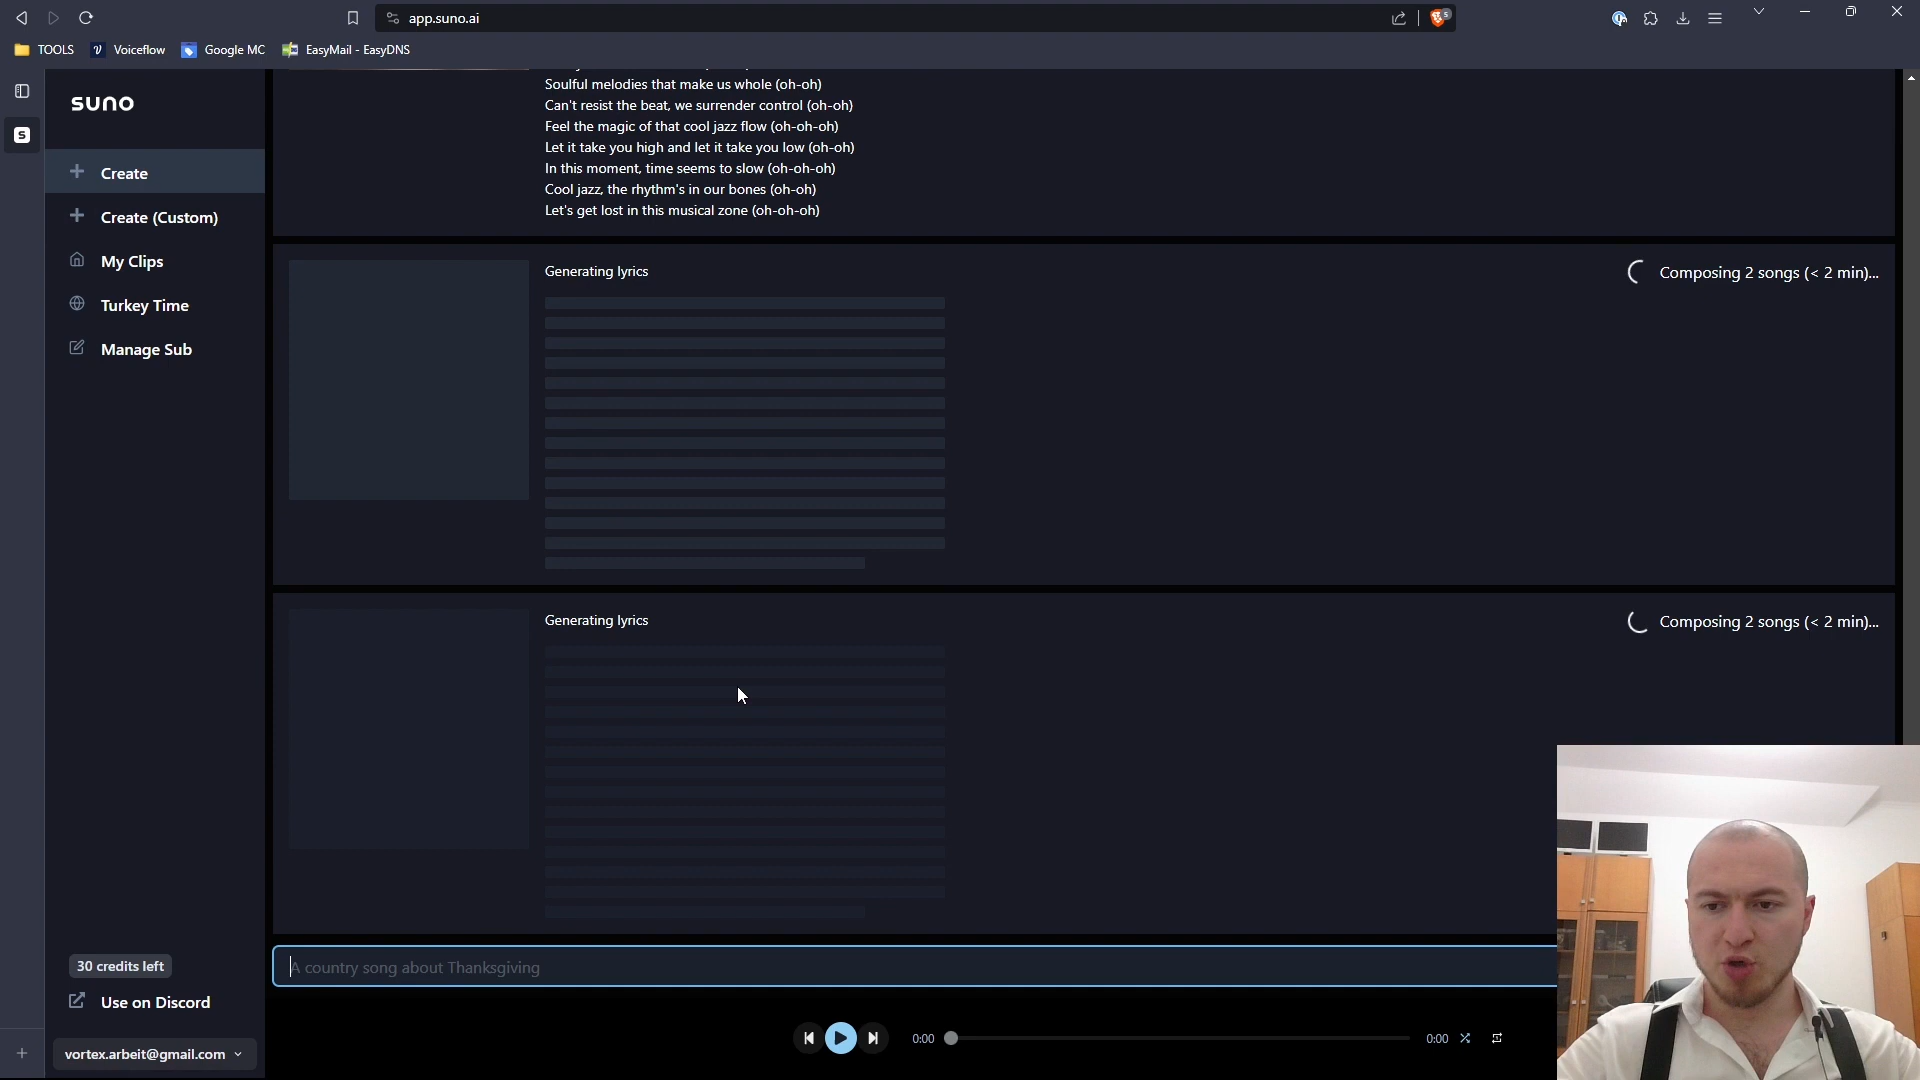 app.suno.ai
5
TOOLS
Voiceflow
Google MC
EasyMail - EasyDNS
suno
S
Create
Create (Custom)
My Clips
Turkey Time
Manage Sub
Soulful melodies that make us whole (oh-oh)
Can't resist the beat, we surrender control (oh-oh)
Feel the magic of that cool jazz flow (oh-oh-oh)
Let it take you high and let it take you low (oh-oh)
In this moment, time seems to slow (oh-oh-oh)
Cool jazz, the rhythm's in our bones (oh-oh)
Let's get lost in this musical zone (oh-oh-oh)
Generating lyrics
Composing 2 songs (< 2 min)...
Generating lyrics
Composing 2 songs (< 2 min)...
A country song about Thanksgiving
30 credits left
Use on Discord
vortex.arbeit@gmail.com
0:00
0:00